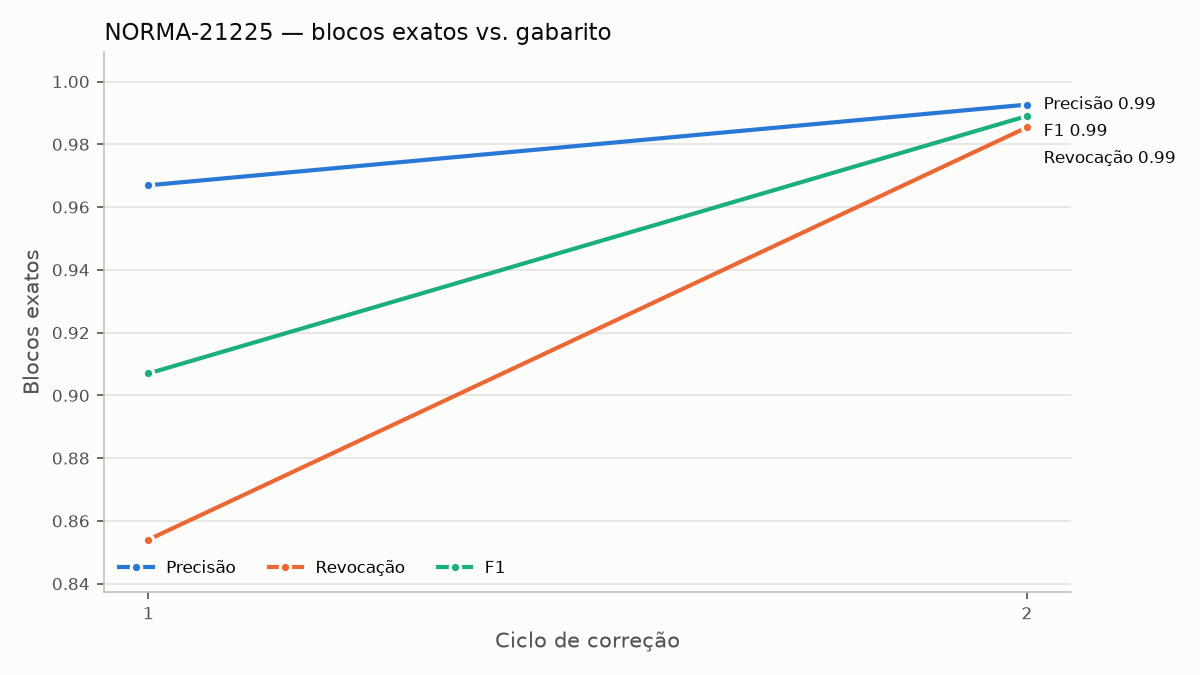 NORMA-21225 — blocos exatos vs. gabarito
Blocos exatos
1.00
0.98
0.96
0.94
0.92
0.90
0.88
0.86
0.84
Precisão 0.99
F1 0.99
Revocação 0.99
Precisão
Revocação
F1
1
2
Ciclo de correção